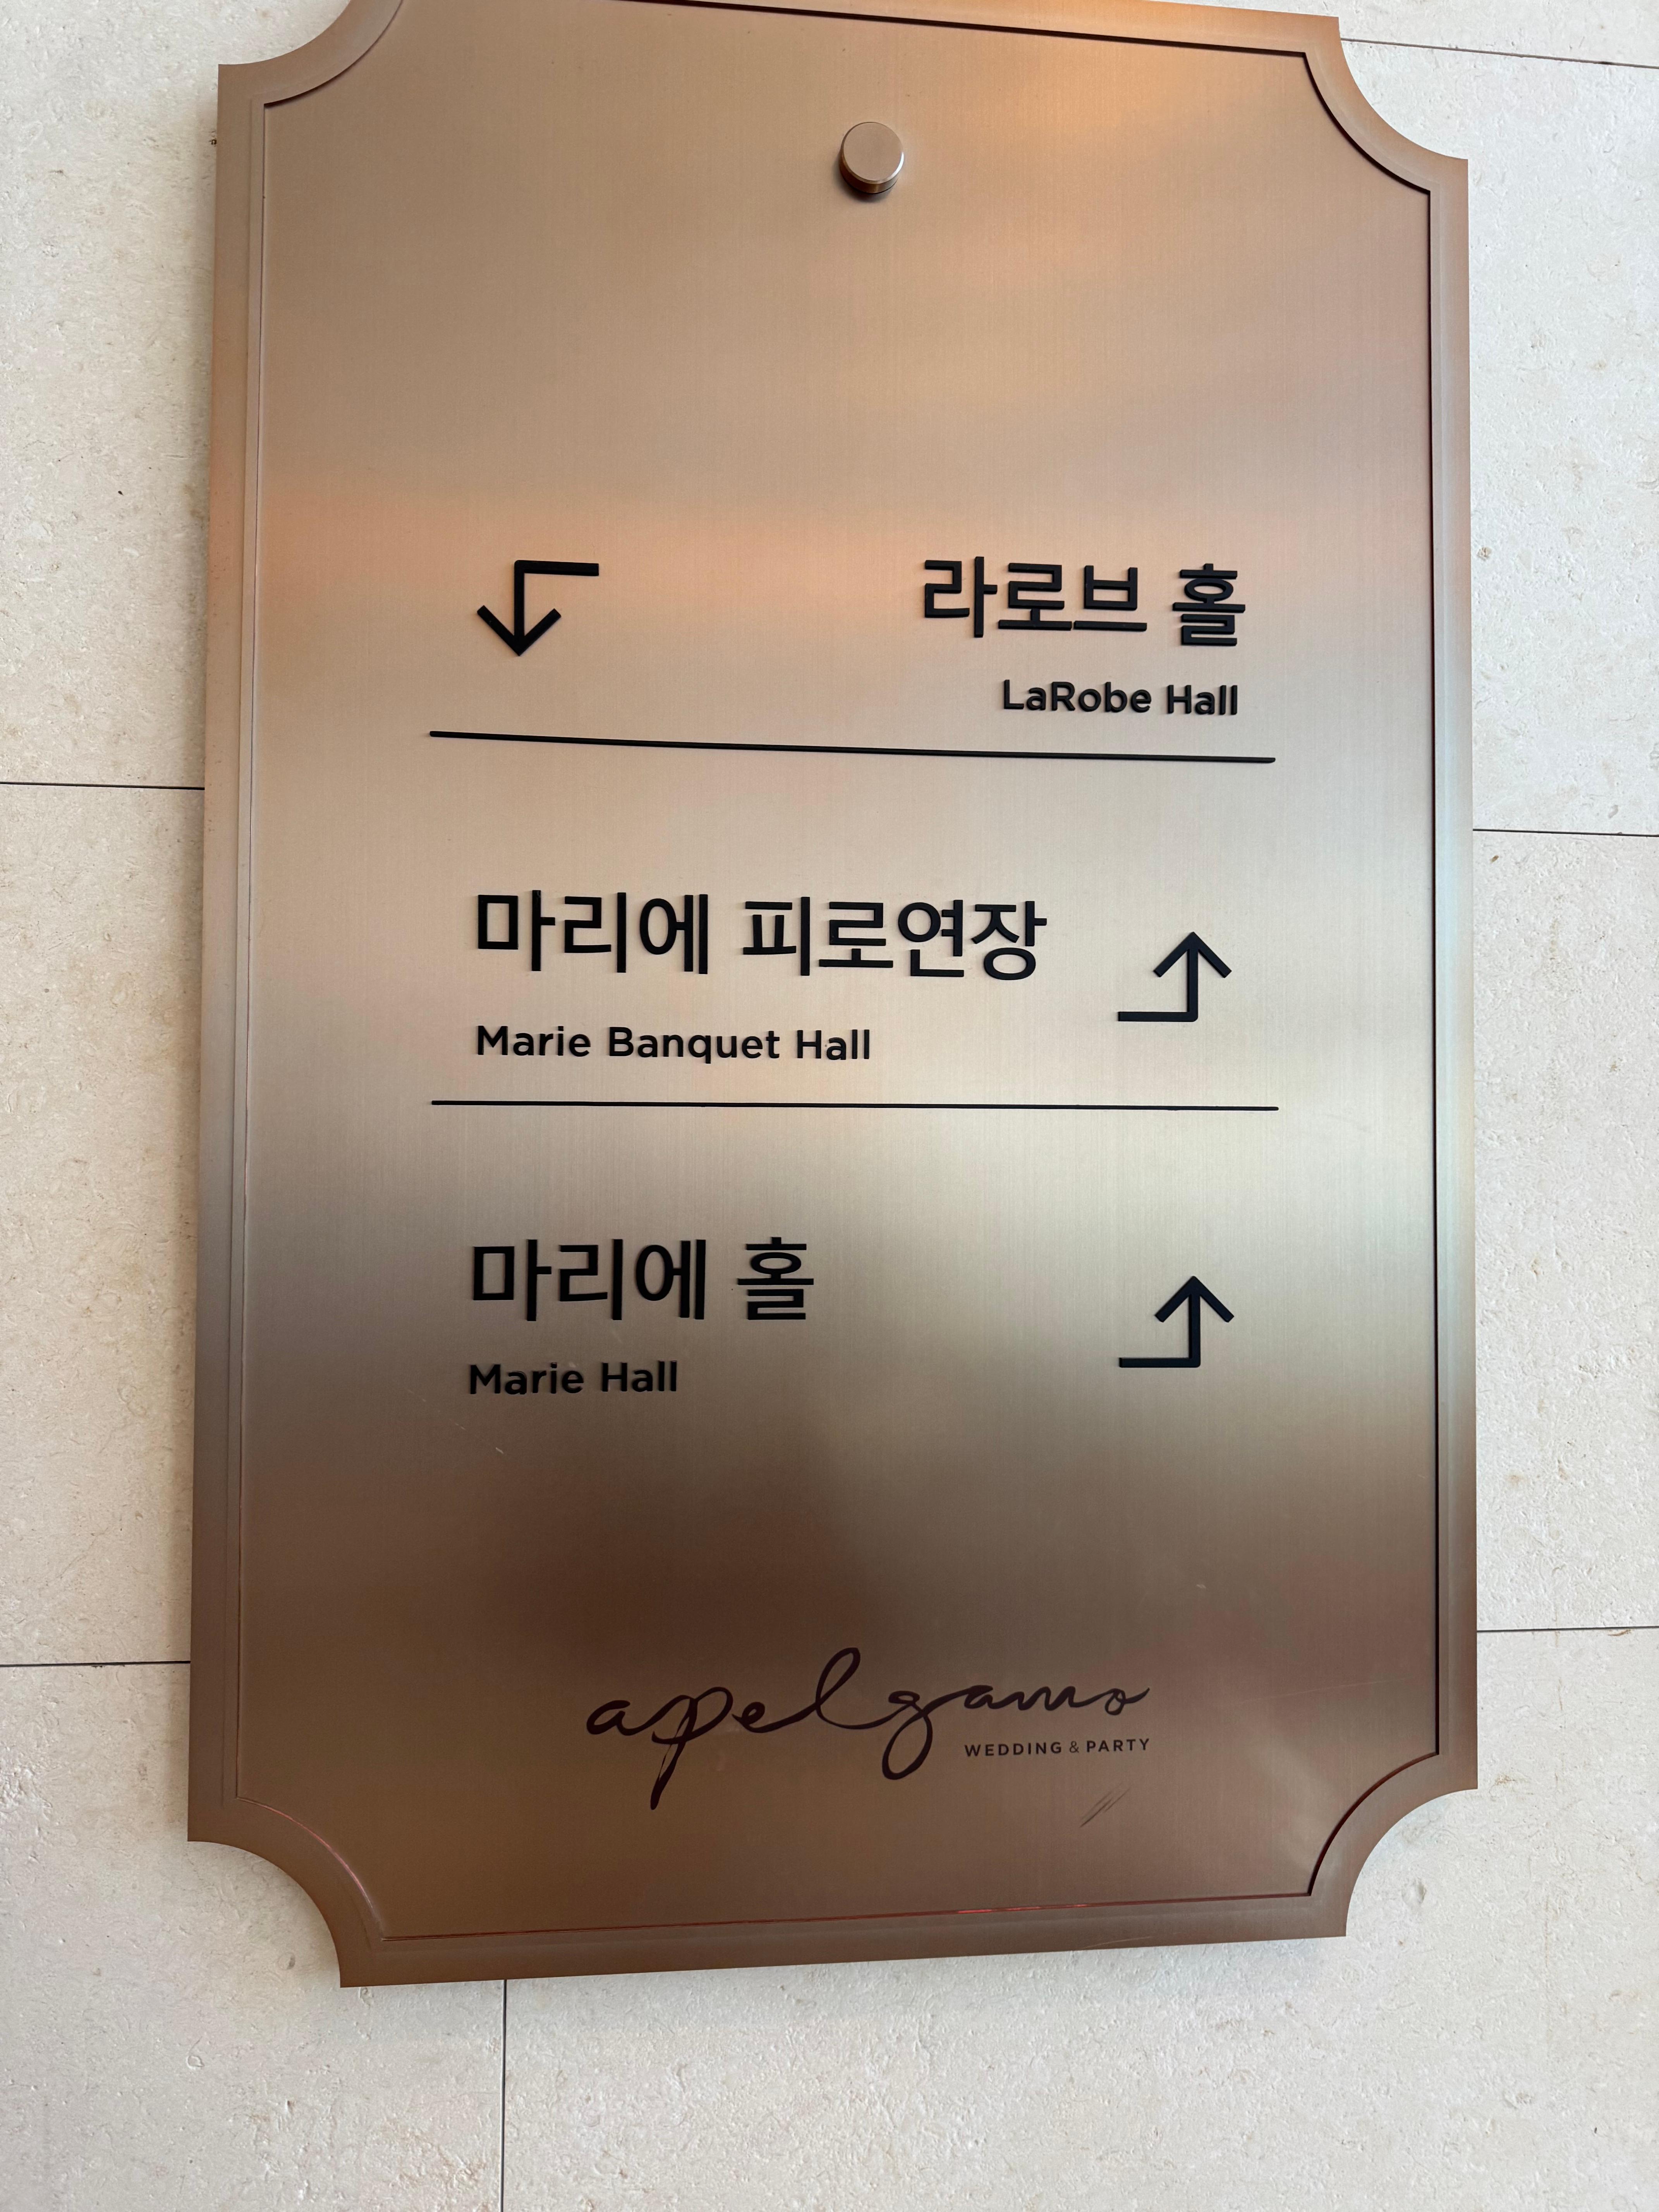 라로브 홀
LaRobe Hall
마리에 피로연장
Marie Banquet Hall
마리에 홀
Marie Hall
apelgamo
WEDDING & PARTY